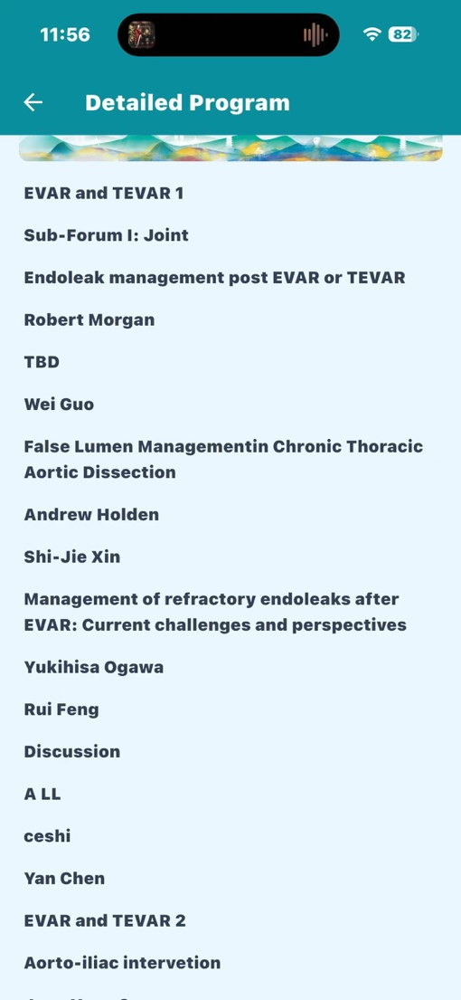 11:56
82
Detailed Program
EVAR and TEVAR 1
Sub-Forum I: Joint
Endoleak management post EVAR or TEVAR
Robert Morgan
TBD
Wei Guo
False Lumen Managementin Chronic Thoracic
Aortic Dissection
Andrew Holden
Shi-Jie Xin
Management of refractory endoleaks after
EVAR: Current challenges and perspectives
Yukihisa Ogawa
Rui Feng
Discussion
A LL
ceshi
Yan Chen
EVAR and TEVAR 2
Aorto-iliac intervetion